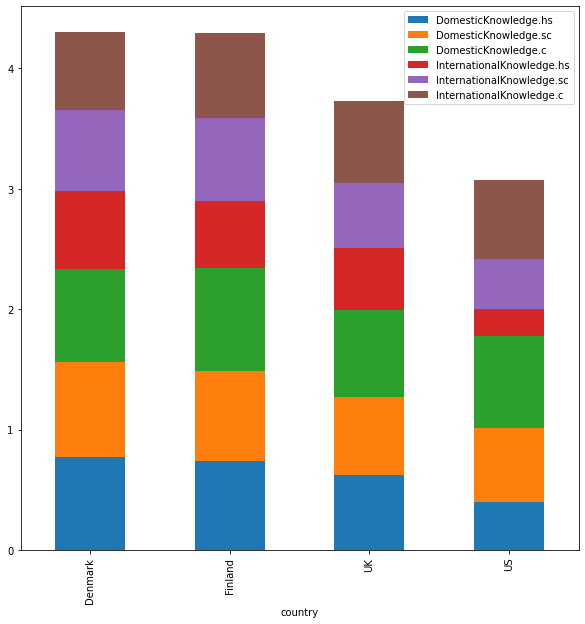 DomesticKnowledge.hs
DomesticKnowledge.sc
DomesticKnowledge.c
InternationalKnowledge.hs
InternationalKnowledge.sc
InternationalKnowledge.c
4
3
2
1
0
Denmark
Finland
UK
US
country